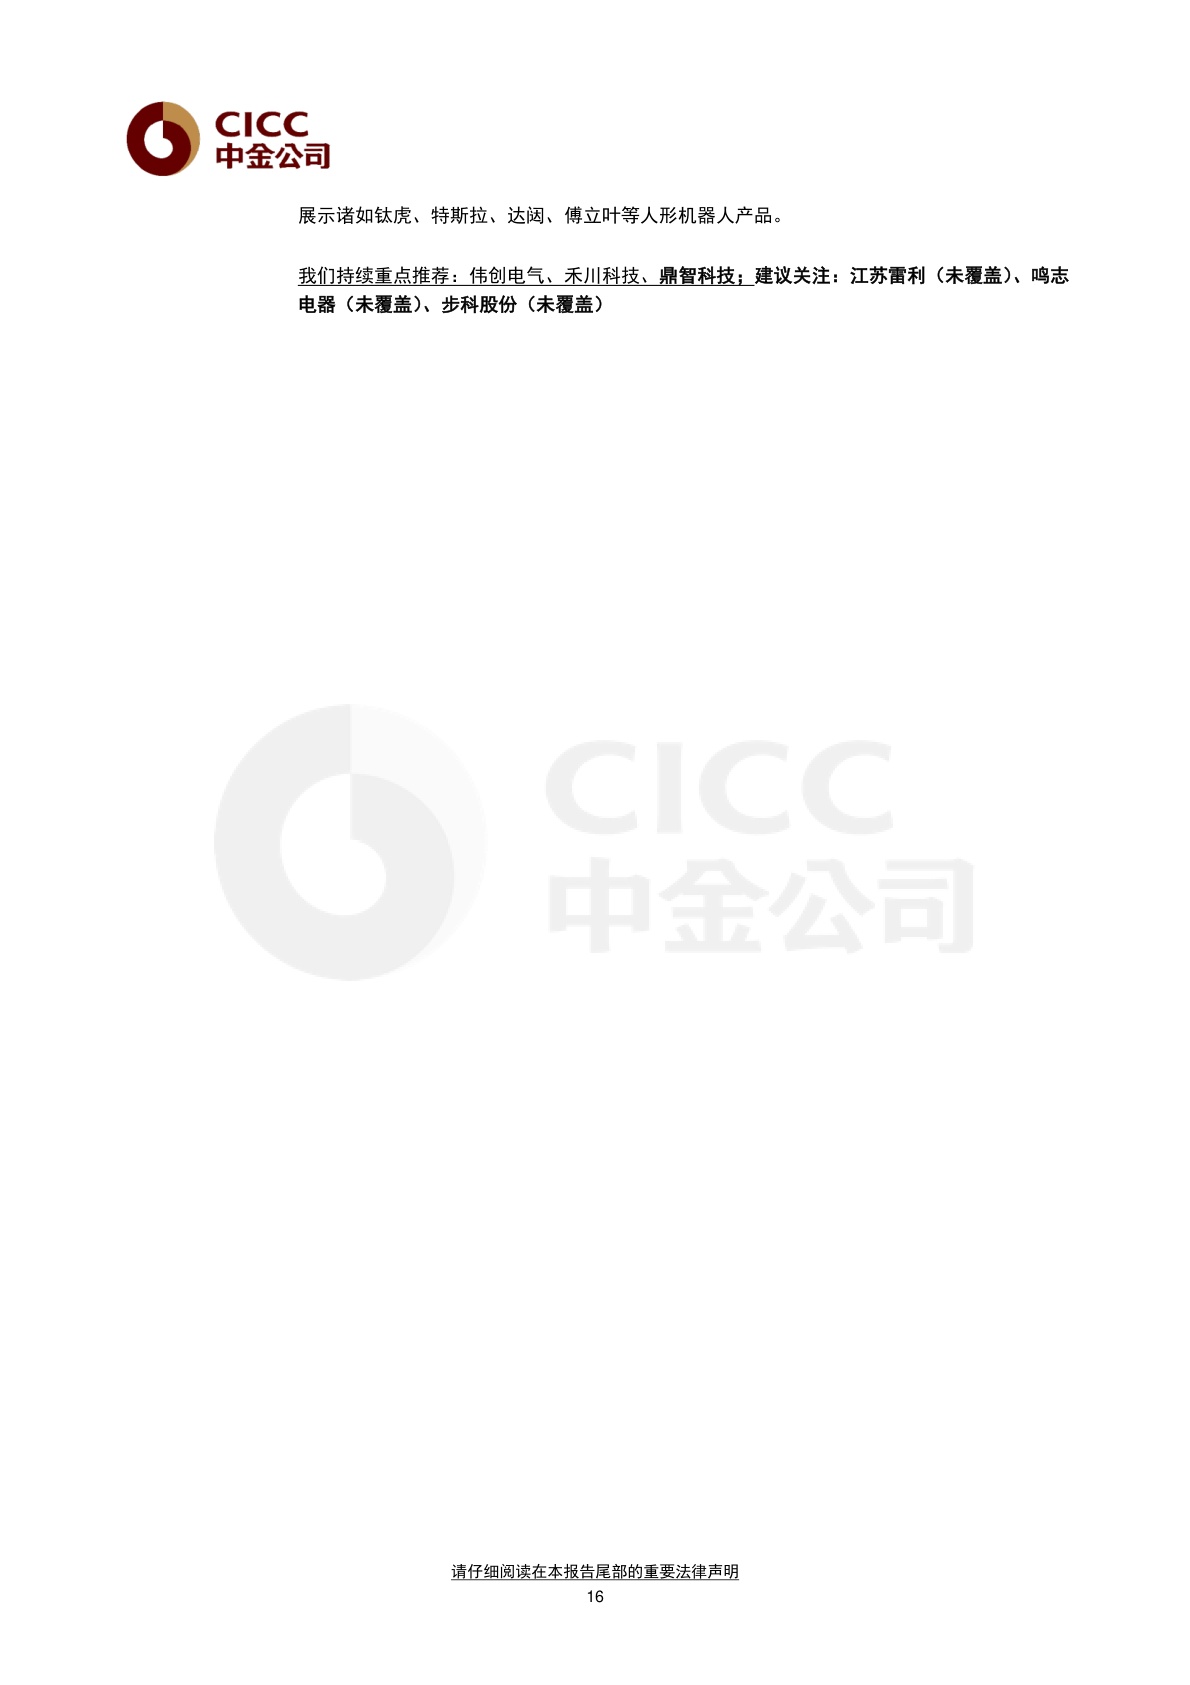 CICC
中金公司
展示诸如钛虎、特斯拉、达闼、傅立叶等人形机器人产品。
我们持续重点推荐：伟创电气、禾川科技、鼎智科技；建议关注：江苏雷利（未覆盖）、鸣志
电器（未覆盖）、步科股份（未覆盖）
CICC
中金公司
请仔细阅读在本报告尾部的重要法律声明
16